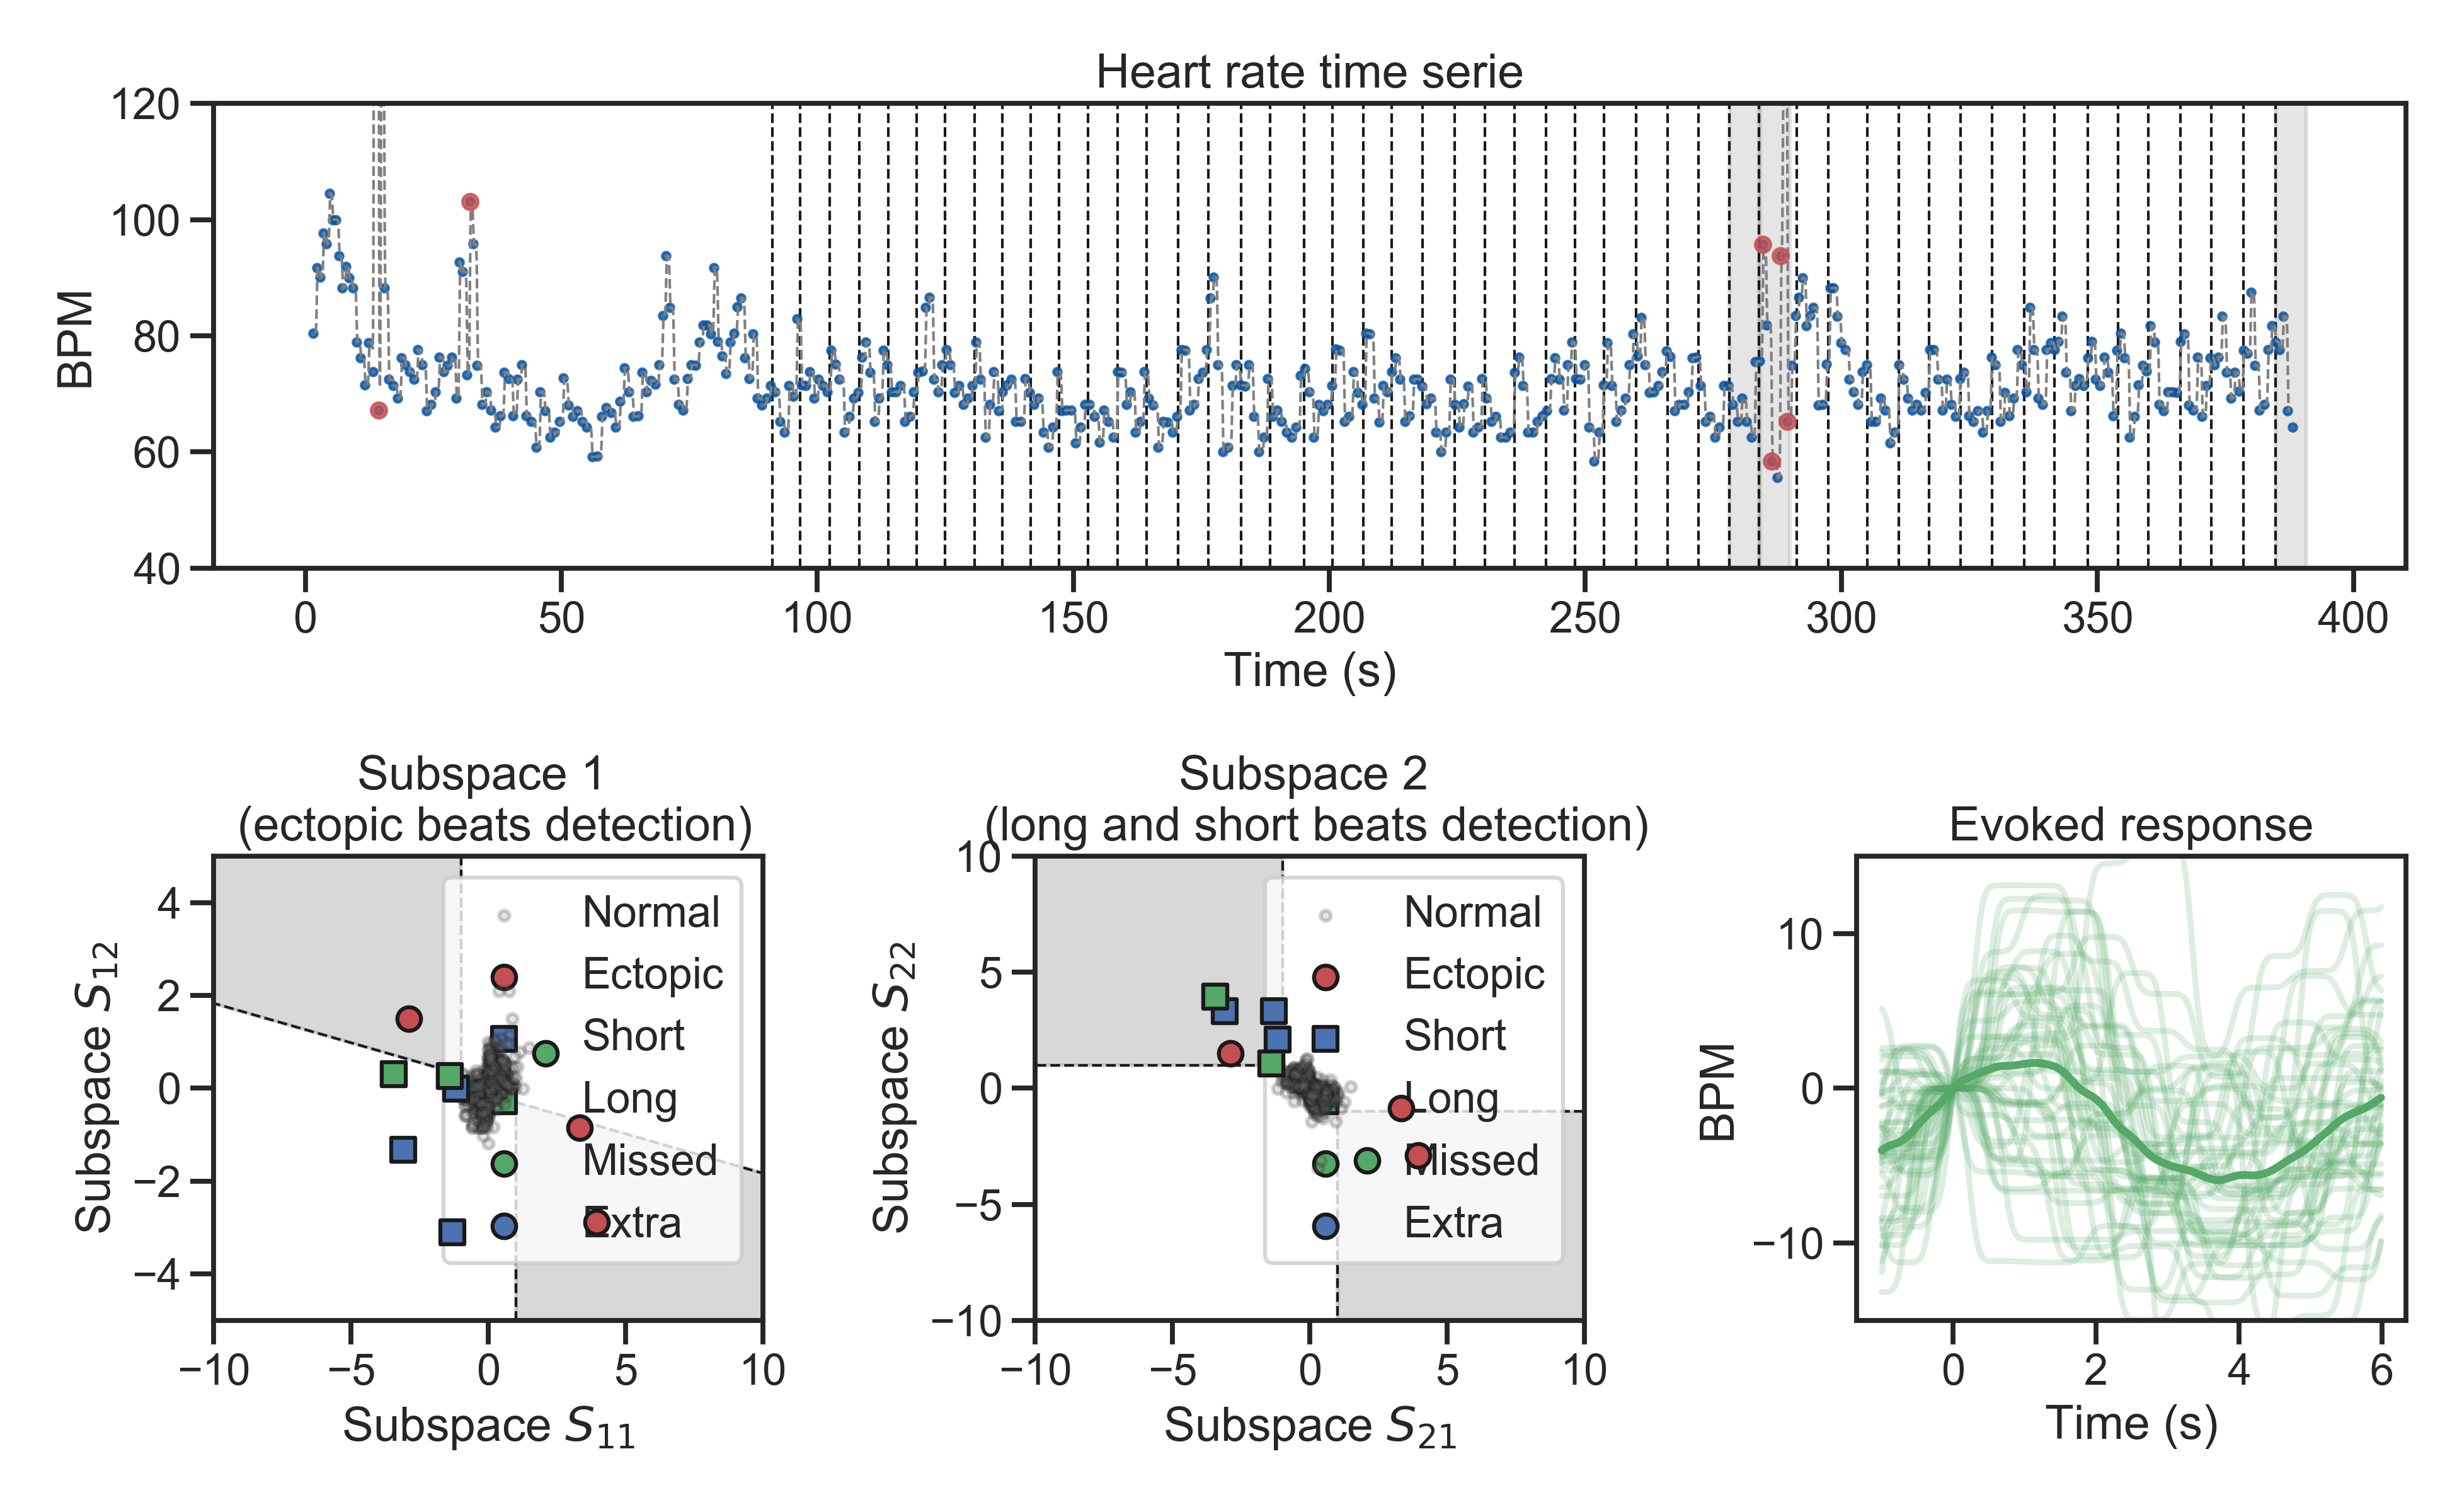 Heart rate time serie
120
100
80
60
40
BPM
0 50 100 150 200 250 300 350 400
Time (s)
Subspace 1
(ectopic beats detection)
4
2
0
−2
−4
Subspace S12
Normal
Ectopic
Short
Long
Missed
Extra
−10 −5 0 5 10
Subspace S11
Subspace 2
(long and short beats detection)
10
5
0
−5
−10
Subspace S22
Normal
Ectopic
Short
Long
Missed
Extra
−10 −5 0 5 10
Subspace S21
Evoked response
10
0
−10
BPM
0 2 4 6
Time (s)